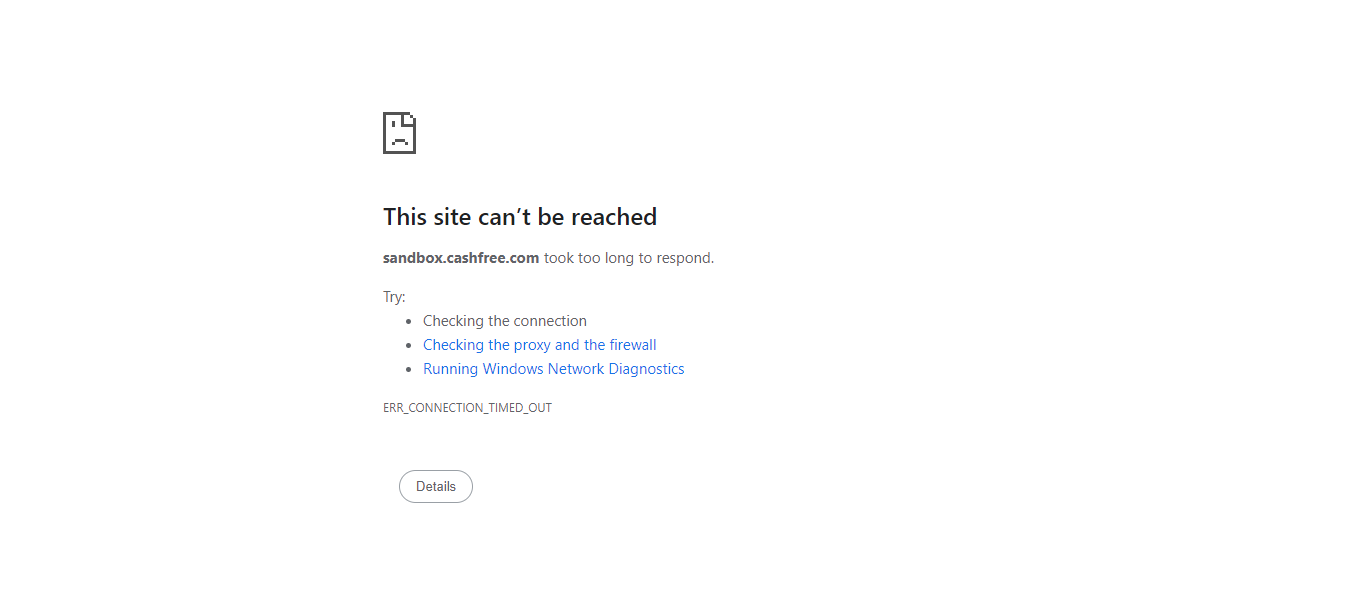 This site can’t be reached
sandbox.cashfree.com took too long to respond.
Try:
Checking the connection
Checking the proxy and the firewall
Running Windows Network Diagnostics
ERR_CONNECTION_TIMED_OUT
Details